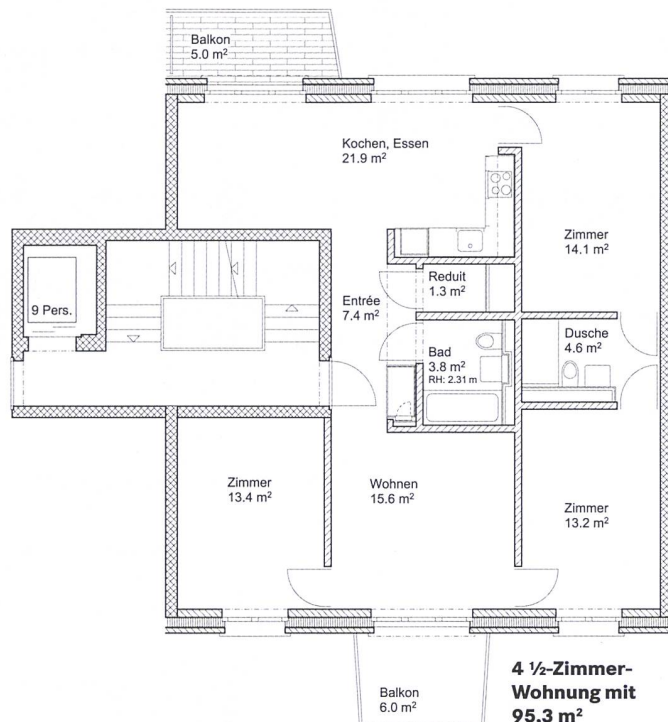 Balkon
5.0 m²
Kochen, Essen
21.9 m²
Zimmer
14.1 m²
9 Pers.
Entrée
7.4 m²
Reduit
1.3 m²
Bad
3.8 m²
RH: 2.31 m
Dusche
4.6 m²
Zimmer
13.4 m²
Wohnen
15.6 m²
Zimmer
13.2 m²
Balkon
6.0 m²
4 ½-Zimmer-
Wohnung mit
95.3 m²